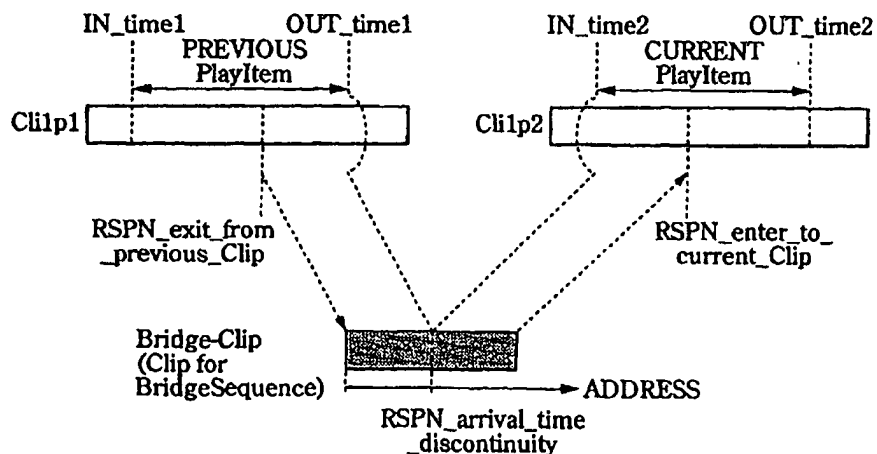 IN_time1
OUT_time1
PREVIOUS
PlayItem
Cli1p1
IN_time2
OUT_time2
CURRENT
PlayItem
Cli1p2
RSPN_exit_from
_previous_Clip
RSPN_enter_to_
current_Clip
Bridge-Clip
(Clip for
BridgeSequence)
ADDRESS
RSPN_arrival_time
_discontinuity